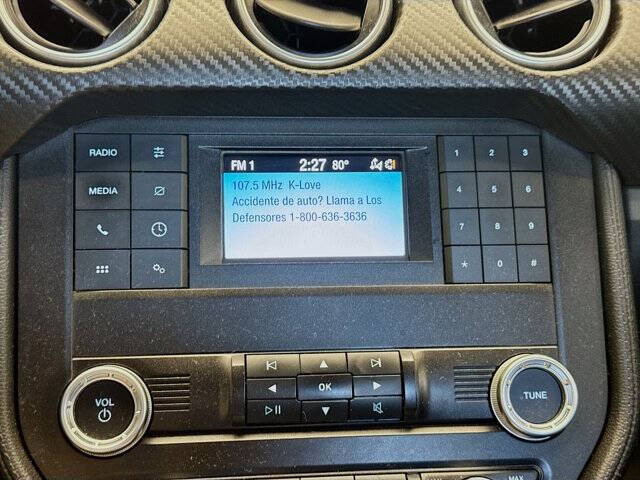 RADIO
MEDIA
FM 1 2:27 80°
107.5 MHz K-Love
Accidente de auto? Llama a Los
Defensores 1-800-636-3636
1 2 3
4 5 6
7 8 9
* 0 #
VOL
OK
TUNE
MAX